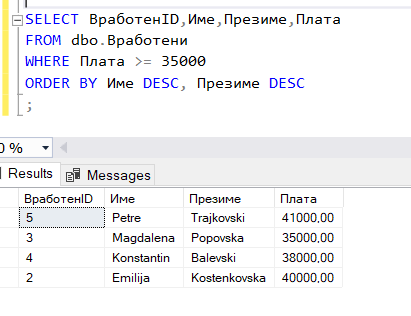 SELECT ВработенID,Име,Презиме,Плата
FROM dbo.Вработени
WHERE Плата >= 35000
ORDER BY Име DESC, Презиме DESC
;
0 %
Results Messages
ВработенID Име Презиме Плата
5 Petre Trajkovski 41000,00
3 Magdalena Popovska 35000,00
4 Konstantin Balevski 38000,00
2 Emilija Kostenkovska 40000,00